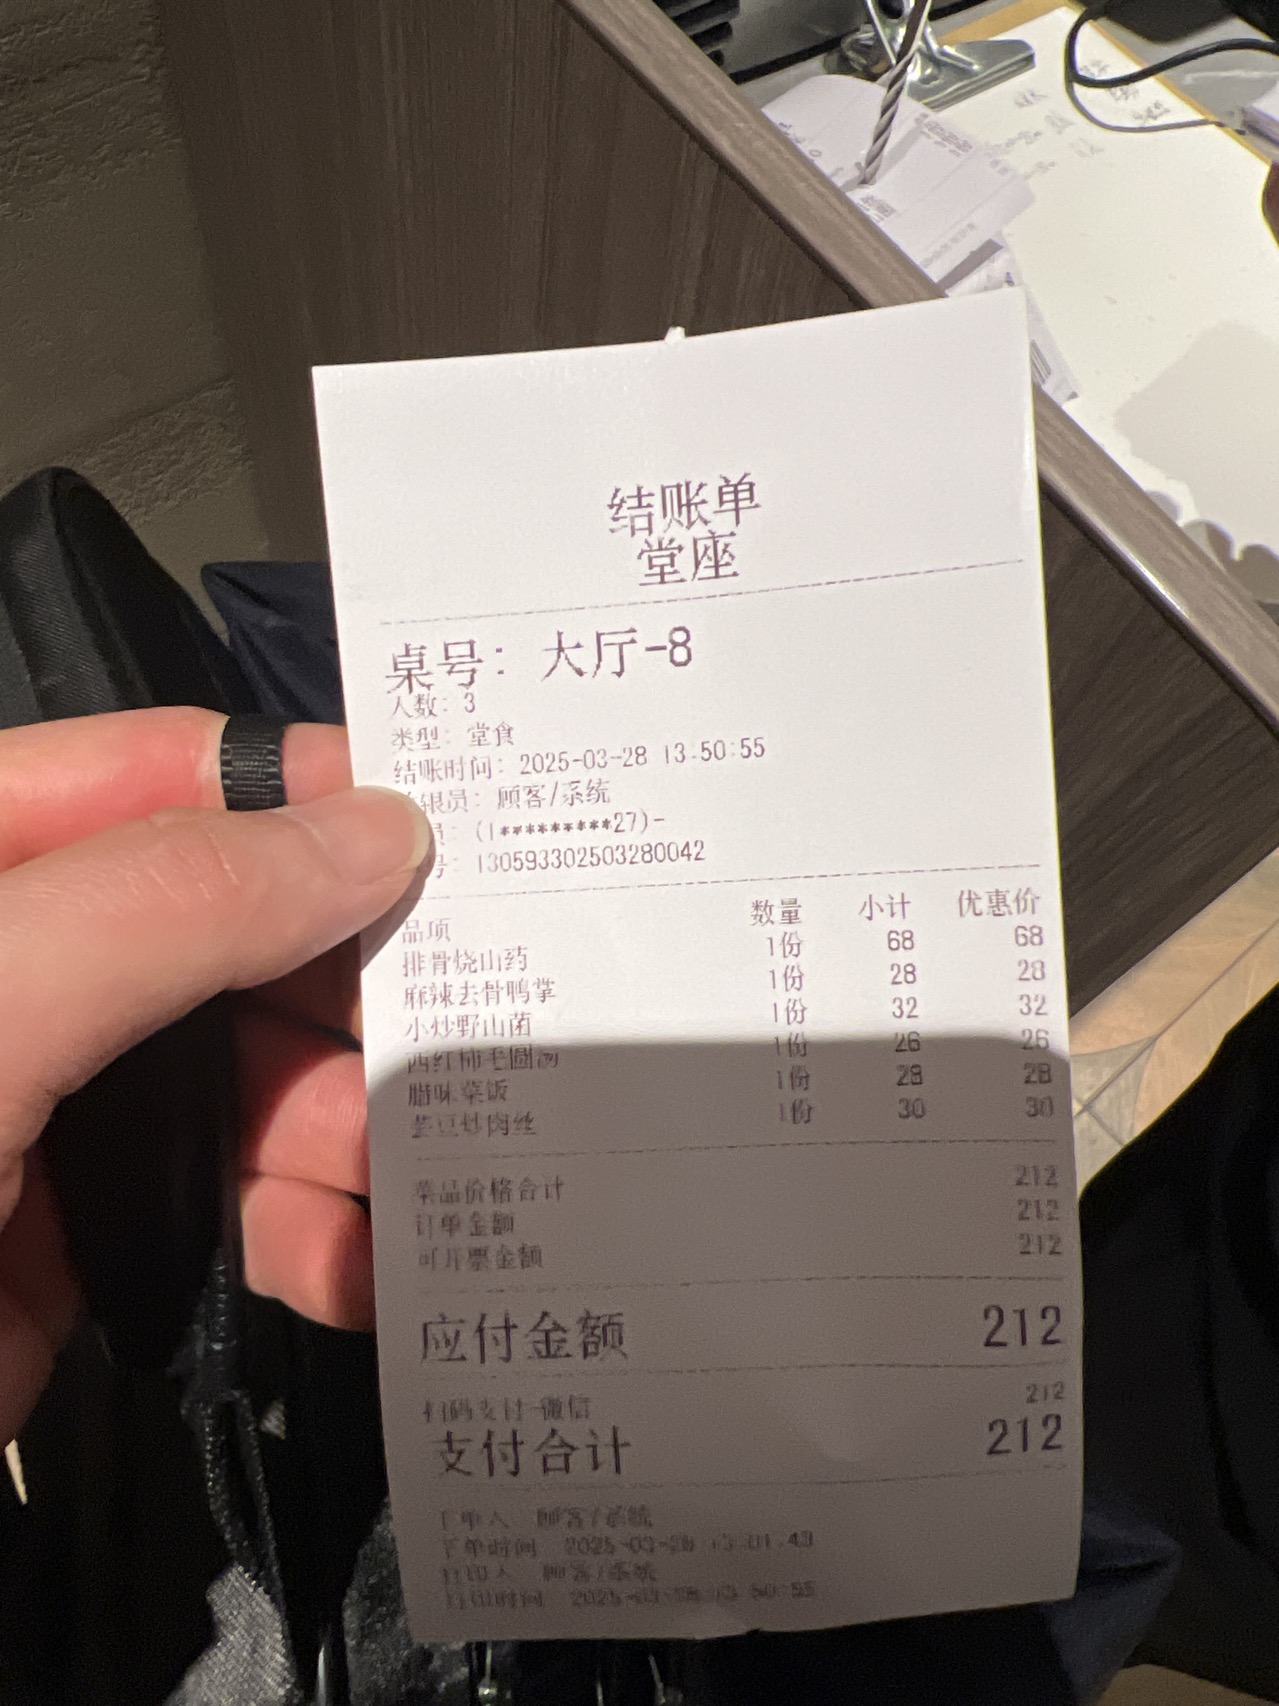 结账单
堂座
桌号：大厅-8
人数：3
类型：堂食
结账时间：2025-03-28 13:50:55
银员：顾客/系统
员：(1*********27)-
号：130593302503280042
品项 数量 小计 优惠价
排骨烧山药 1份 68 68
麻辣去骨鸭掌 1份 28 28
小炒野山菌 1份 32 32
西红柿毛圆汤 1份 26 26
腊味菜饭 1份 28 28
芸豆炒肉丝 1份 30 30
菜品价格合计 212
订单金额 212
可开票金额 212
应付金额 212
扫码支付-微信 212
支付合计 212
下单人 顾客/系统
下单时间 2025-03-28 13:01:43
打印人 顾客/系统
打印时间 2025-03-28 13:50:55